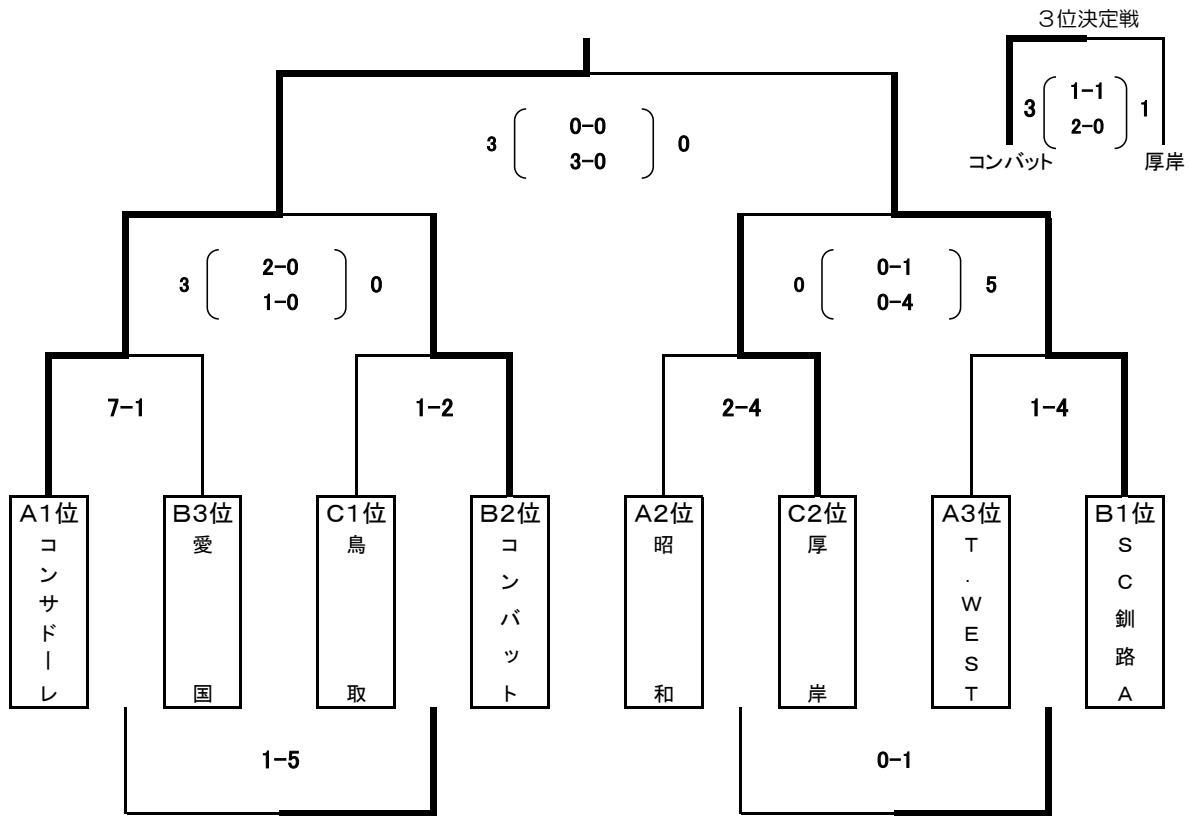 3位決定戦
3 1-1 1
2-0
コンバット 厚岸
3 0-0 0
3-0
3 2-0 0
1-0
0 0-1 5
0-4
7-1 1-2 2-4 1-4
A1位 B3位 C1位 B2位 A2位 C2位 A3位 B1位
コンサドーレ
愛国
鳥取
コンバット
昭和
厚岸
T.WEST
SC釧路A
1-5 0-1